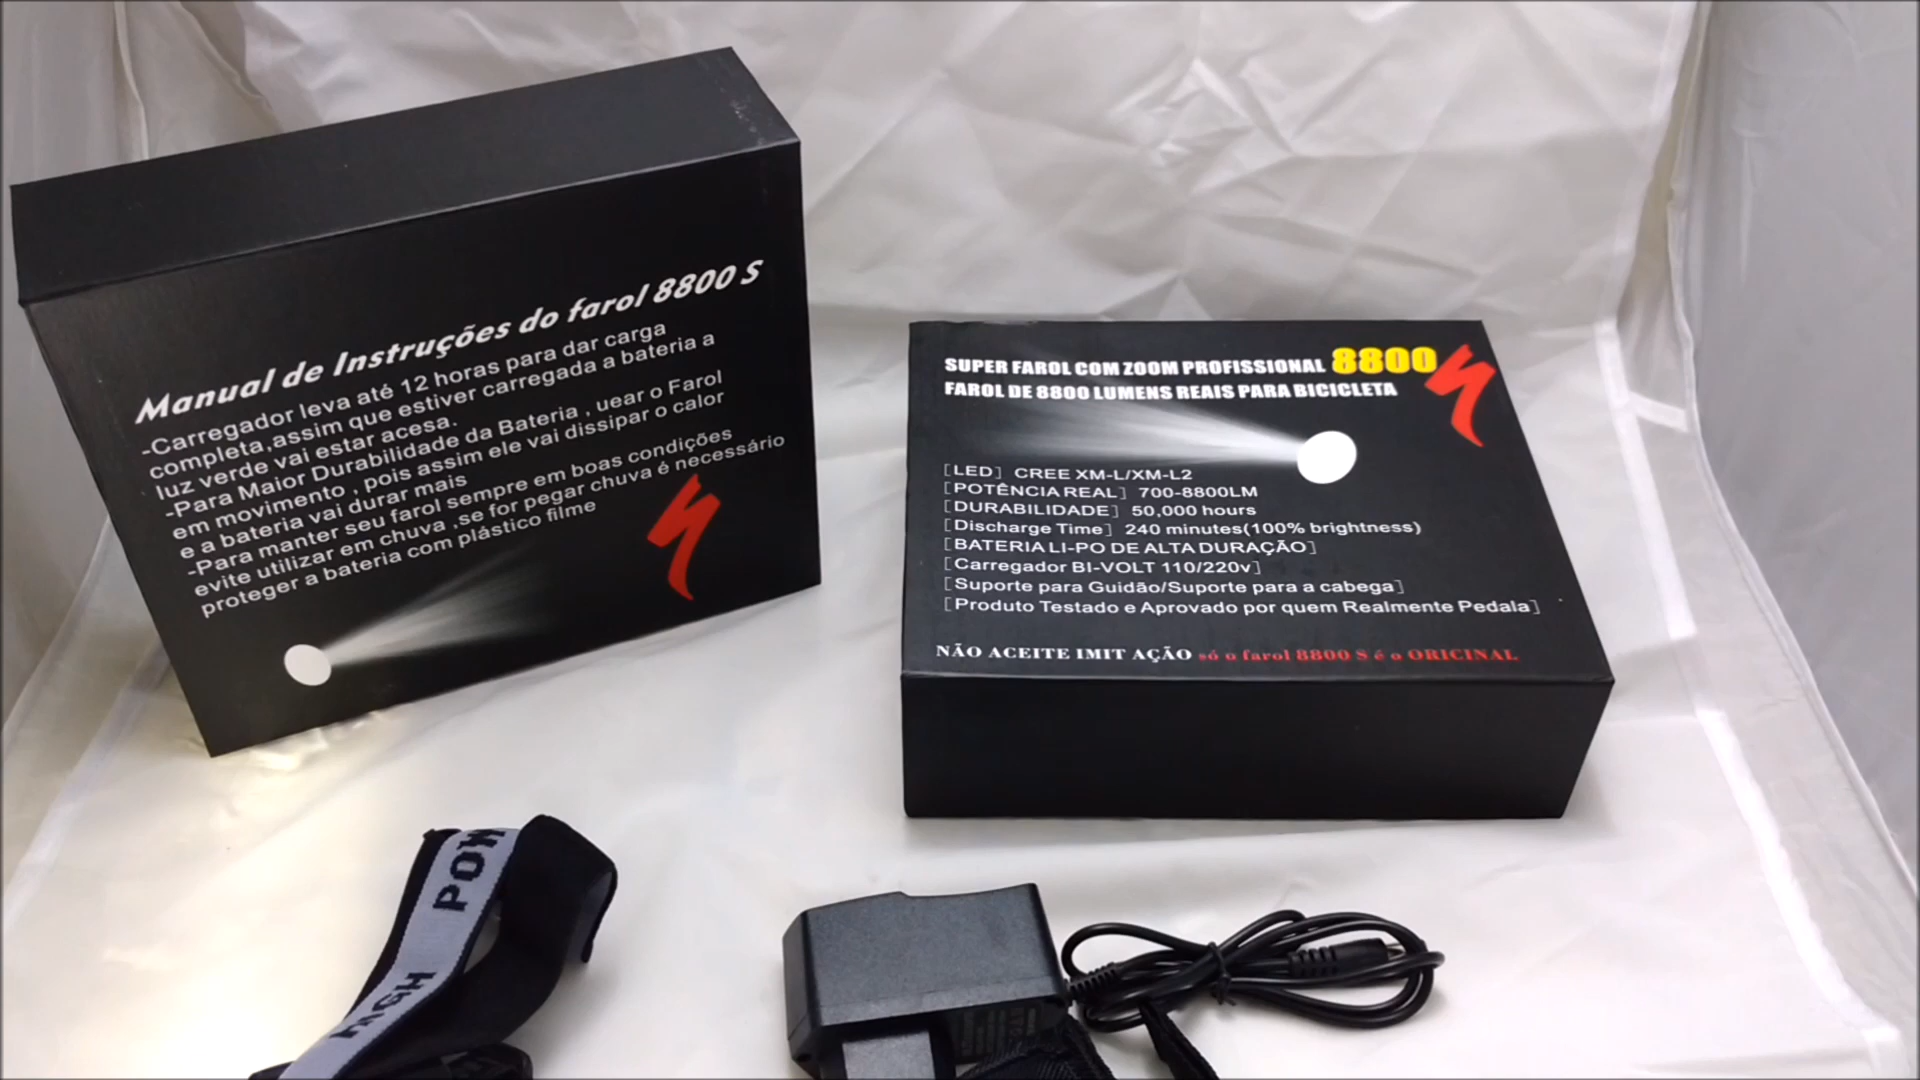 Manual de Instruções do farol 8800 S
-Carregador leva até 12 horas para dar carga
completa,assim que estiver carregada a bateria a
luz verde vai estar acesa.
-Para Maior Durabilidade da Bateria , uear o Farol
em movimento , pois assim ele vai dissipar o calor
e a bateria vai durar mais
-Para manter seu farol sempre em boas condições
evite utilizar em chuva ,se for pegar chuva é necessário
proteger a bateria com plástico filme
SUPER FAROL COM ZOOM PROFISSIONAL 8800
FAROL DE 8800 LUMENS REAIS PARA BICICLETA
[LED] CREE XM-L/XM-L2
[POTÊNCIA REAL] 700-8800LM
[DURABILIDADE] 50,000 hours
[Discharge Time] 240 minutes(100% brightness)
[BATERIA LI-PO DE ALTA DURAÇÃO]
[Carregador BI-VOLT 110/220v]
[Suporte para Guidão/Suporte para a cabega]
[Produto Testado e Aprovado por quem Realmente Pedala]
NÃO ACEITE IMIT AÇÃO só o farol 8800 S é o ORICINAL
HIGH POW